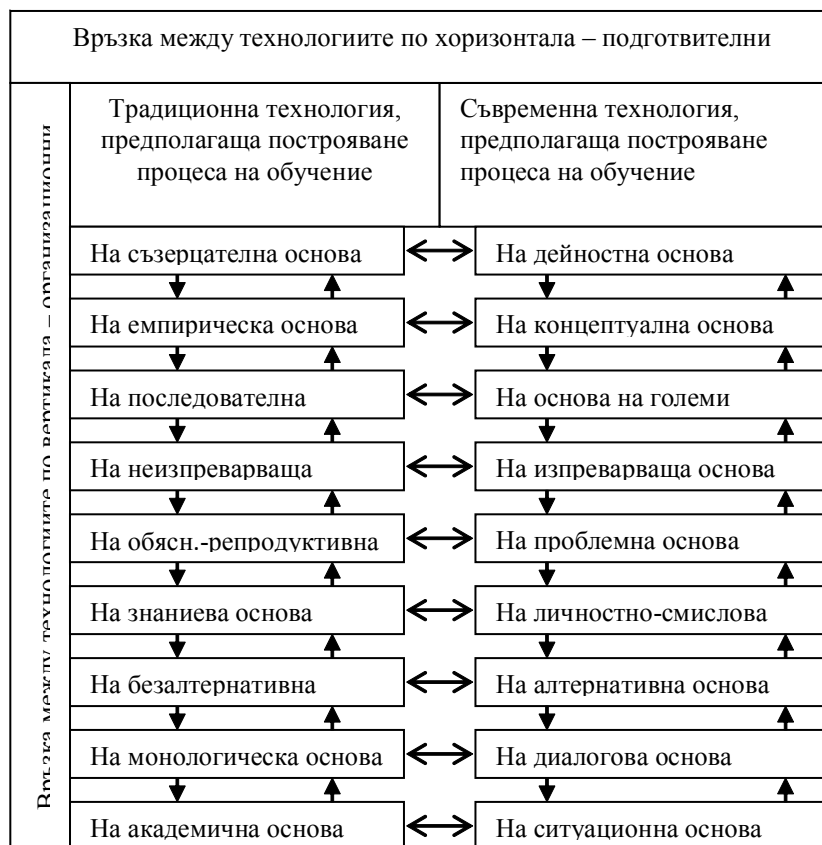 Връзка между технологиите по хоризонтала – подготвителни
Връзка между технологиите по вертикала – организационни
Традиционна технология,
предполагаща построяване
процеса на обучение
Съвременна технология,
предполагаща построяване
процеса на обучение
На съзерцателна основа
На дейностна основа
На емпирическа основа
На концептуална основа
На последователна
На основа на големи
На неизпреварваща
На изпреварваща основа
На обясн.-репродуктивна
На проблемна основа
На знаниева основа
На личностно-смислова
На безалтернативна
На алтернативна основа
На монологическа основа
На диалогова основа
На академична основа
На ситуационна основа